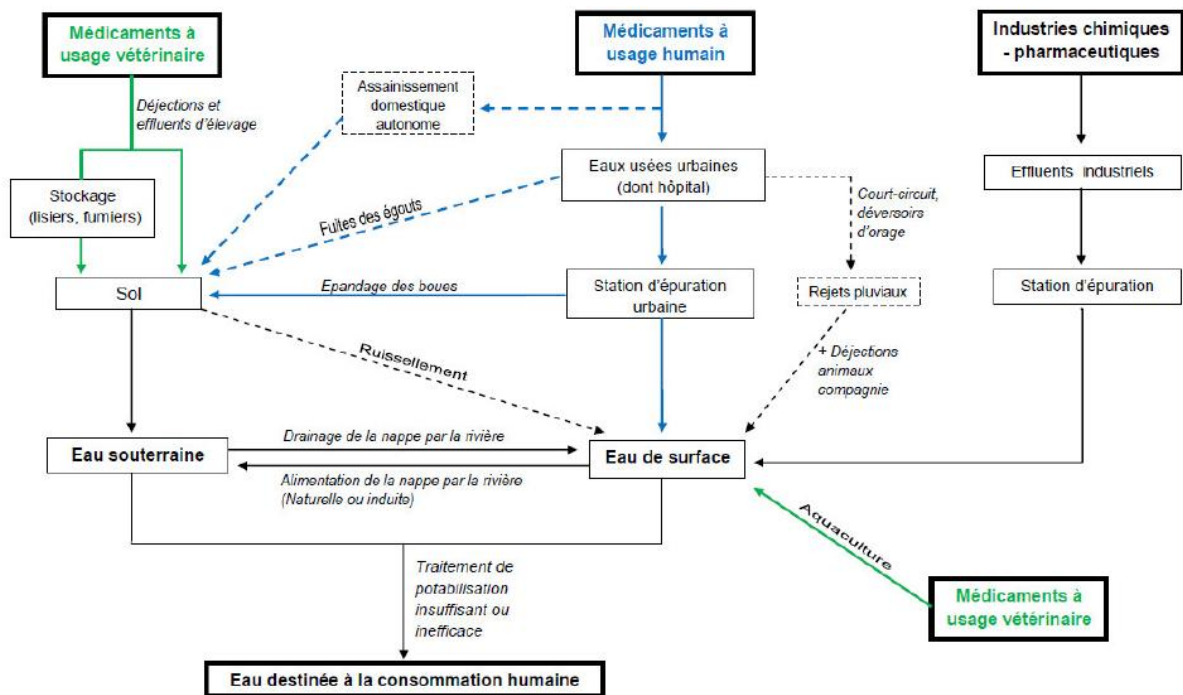 Médicaments à
usage vétérinaire
Médicaments à
usage humain
Industries chimiques
- pharmaceutiques
Déjections et
effluents d'élevage
Assainissement
domestique
autonome
Stockage
(lisiers, fumiers)
Eaux usées urbaines
(dont hôpital)
Effluents industriels
Fuites des égouts
Court-circuit,
déversoirs
d'orage
Sol
Epandage des boues
Station d'épuration
urbaine
Rejets pluviaux
Station d'épuration
Ruissellement
+ Déjections
animaux
compagnie
Eau souterraine
Drainage de la nappe par la rivière
Eau de surface
Alimentation de la nappe par la rivière
(Naturelle ou induite)
Aquaculture
Traitement de
potabilisation
insuffisant ou
inefficace
Médicaments à
usage vétérinaire
Eau destinée à la consommation humaine